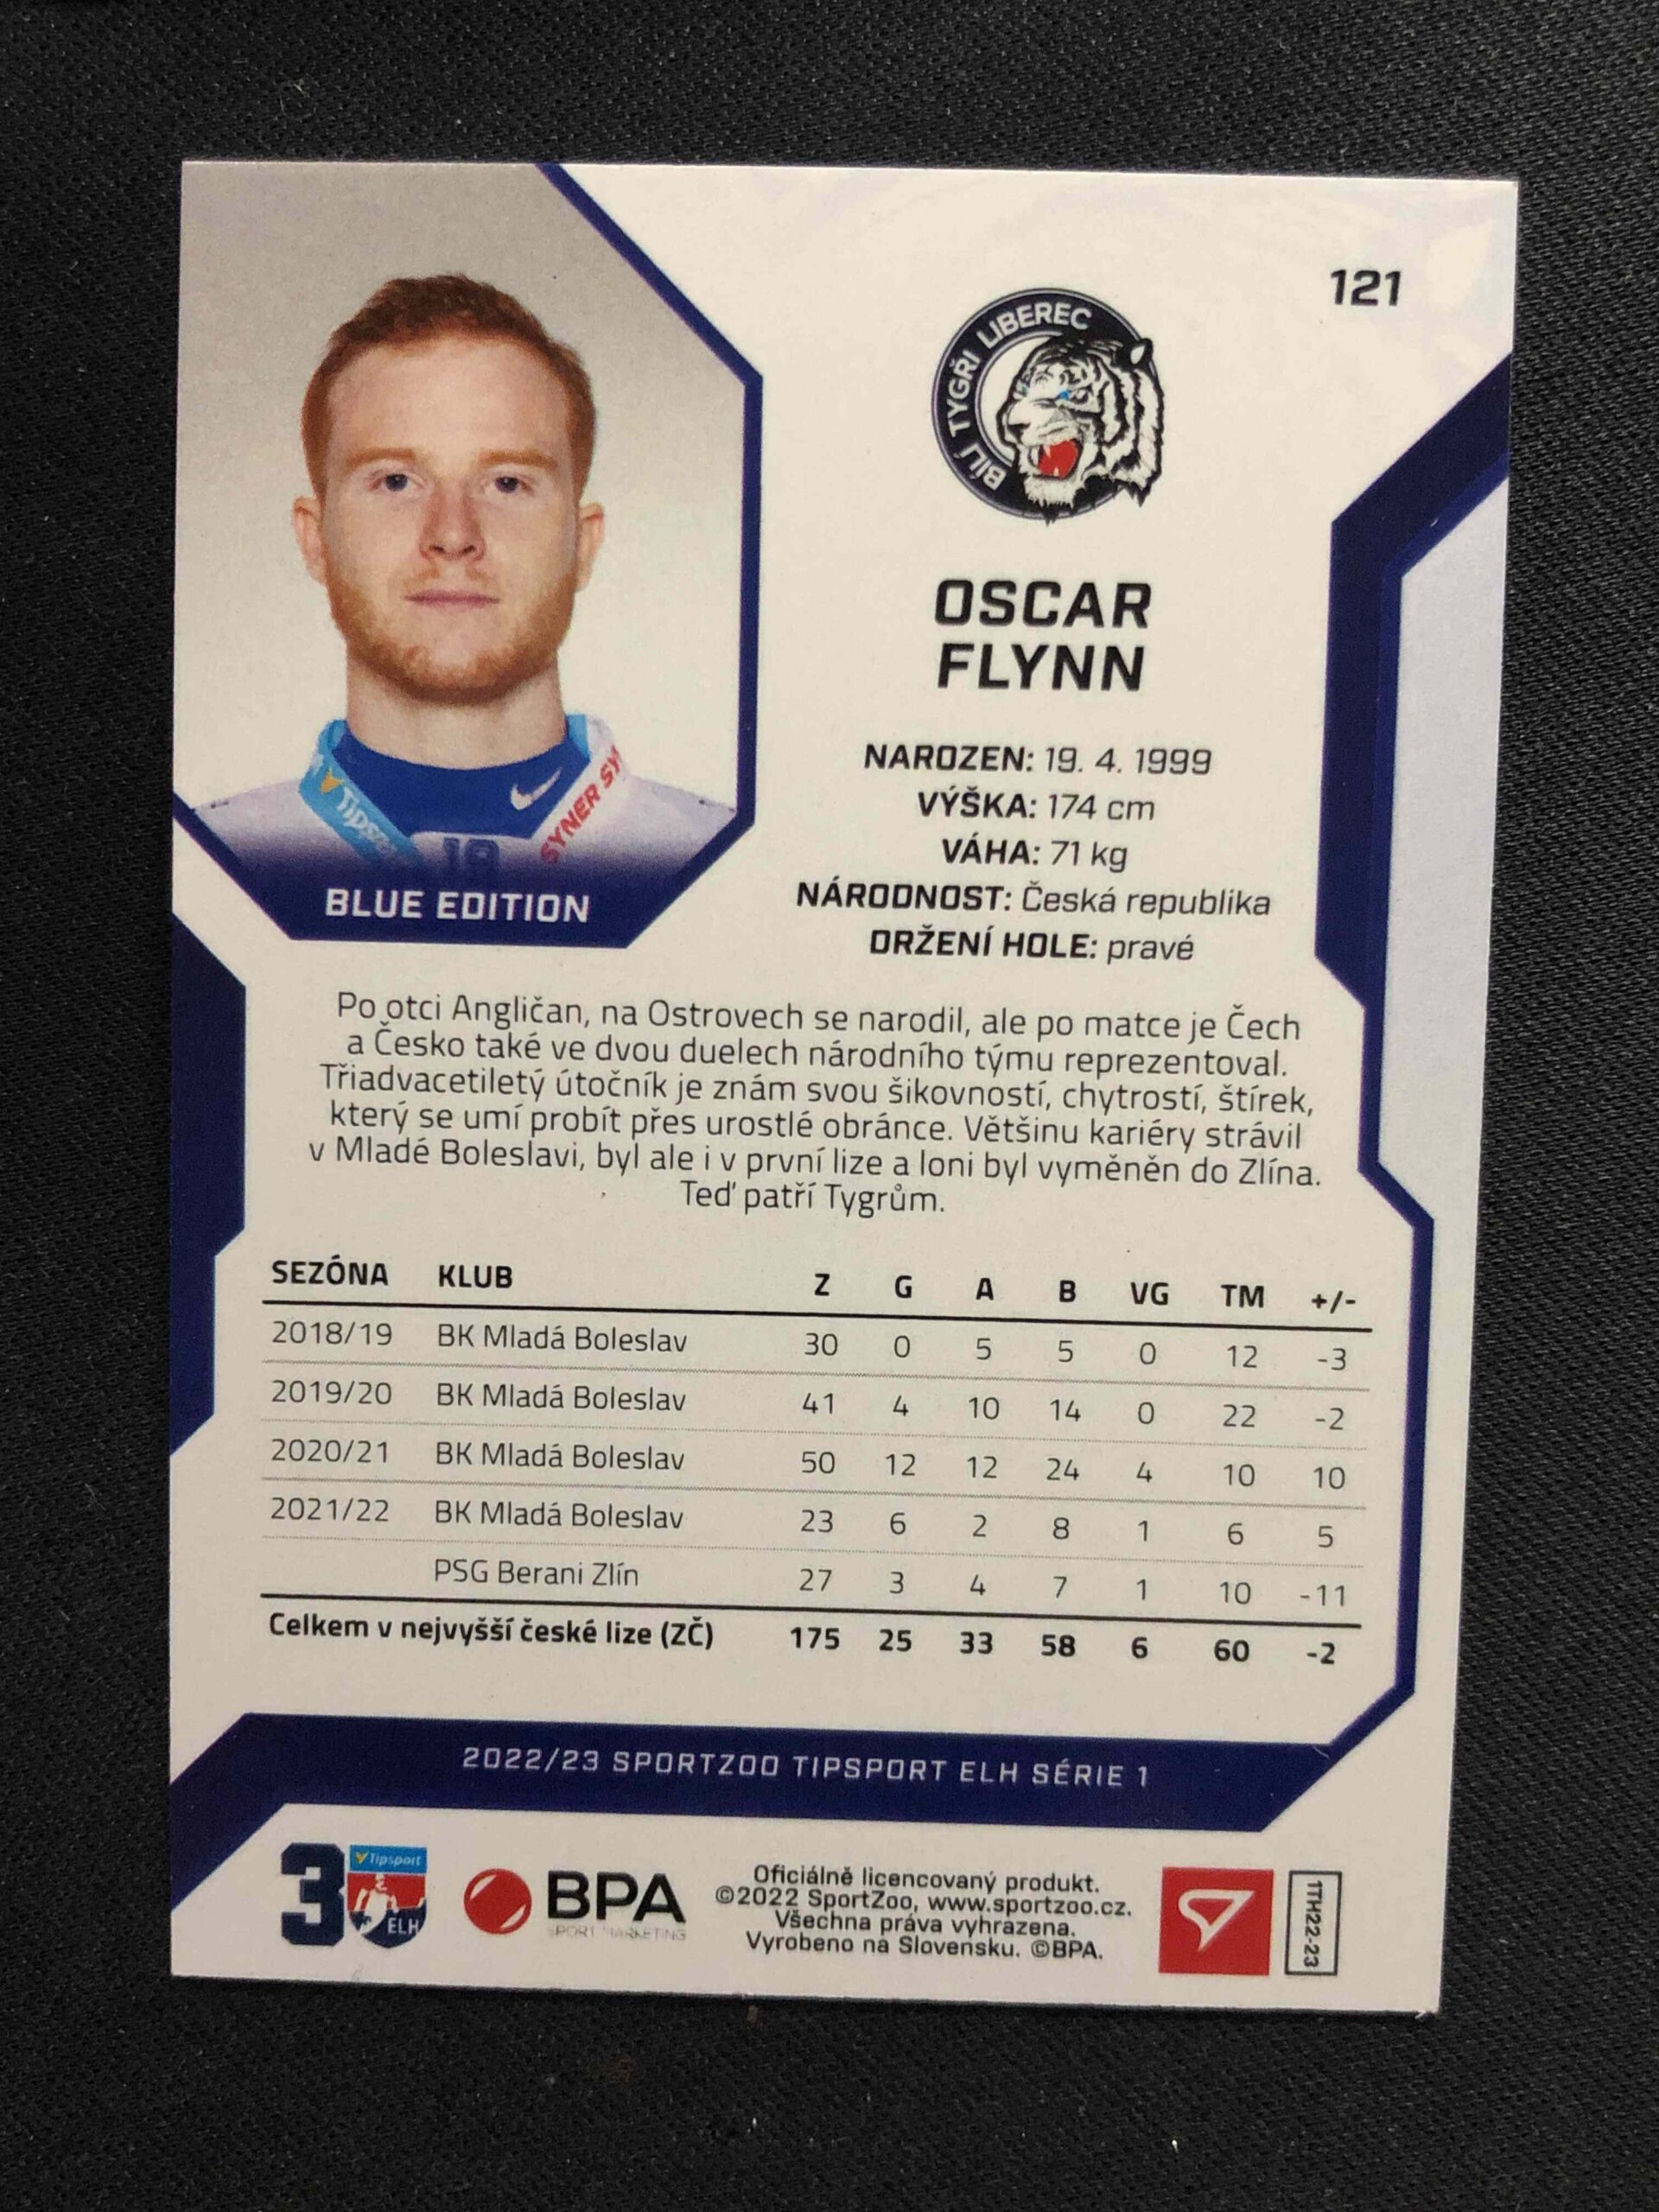 121
BÍLÍ TYGŘI LIBEREC
OSCAR
FLYNN
NAROZEN: 19. 4. 1999
VÝŠKA: 174 cm
VÁHA: 71 kg
NÁRODNOST: Česká republika
DRŽENÍ HOLE: pravé
Tipsp
SYNER SY
BLUE EDITION
Po otci Angličan, na Ostrovech se narodil, ale po matce je Čech
a Česko také ve dvou duelech národního týmu reprezentoval.
Třiadvacetiletý útočník je znám svou šikovností, chytrostí, štírek,
který se umí probít přes urostlé obránce. Většinu kariéry strávil
v Mladé Boleslavi, byl ale i v první lize a loni byl vyměněn do Zlína.
Teď patří Tygrům.
SEZÓNA KLUB Z G A B VG TM +/-
2018/19 BK Mladá Boleslav 30 0 5 5 0 12 -3
2019/20 BK Mladá Boleslav 41 4 10 14 0 22 -2
2020/21 BK Mladá Boleslav 50 12 12 24 4 10 10
2021/22 BK Mladá Boleslav 23 6 2 8 1 6 5
PSG Berani Zlín 27 3 4 7 1 10 -11
Celkem v nejvyšší české lize (ZČ) 175 25 33 58 6 60 -2
2022/23 SPORTZOO TIPSPORT ELH SÉRIE 1
3
Tipsport
ELH
BPA
SPORT MARKETING
Oficiálně licencovaný produkt.
©2022 SportZoo, www.sportzoo.cz.
Všechna práva vyhrazena.
Vyrobeno na Slovensku. ©BPA.
1TH22-23